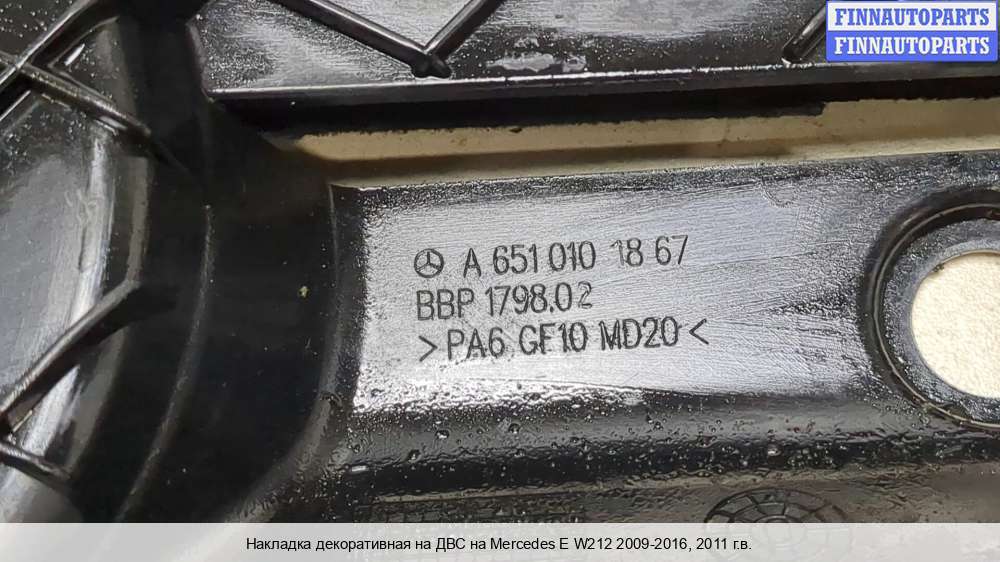 FINNAUTOPARTS
FINNAUTOPARTS
A 651 010 18 67
BBP 1798.02
>PA6 GF10 MD20<
Накладка декоративная на ДВС на Mercedes E W212 2009-2016, 2011 г.в.